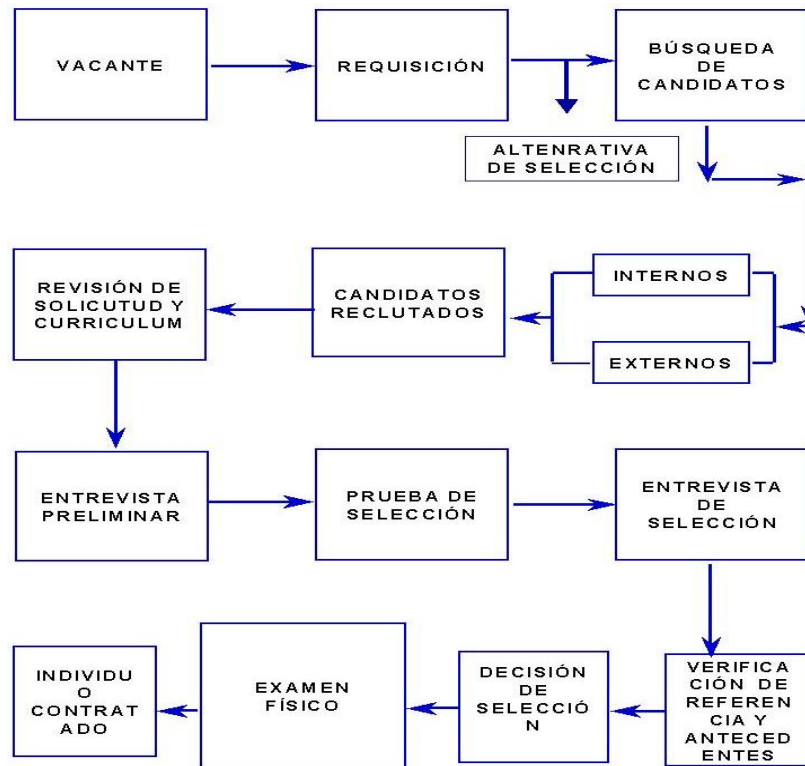 VACANTE
REQUISICIÓN
BÚSQUEDA
DE
CANDIDATOS
ALTENRATIVA
DE SELECCIÓN
REVISIÓN DE
SOLICUTUD Y
CURRICULUM
CANDIDATOS
RECLUTADOS
INTERNOS
EXTERNOS
ENTREVISTA
PRELIMINAR
PRUEBA DE
SELECCIÓN
ENTREVISTA
DE
SELECCIÓN
INDIVIDU
O
CONTRAT
ADO
EXAMEN
FÍSICO
DECISIÓN
DE
SELECCIÓ
N
VERIFICA
CIÓN DE
REFEREN
CIA Y
ANTECED
ENTES